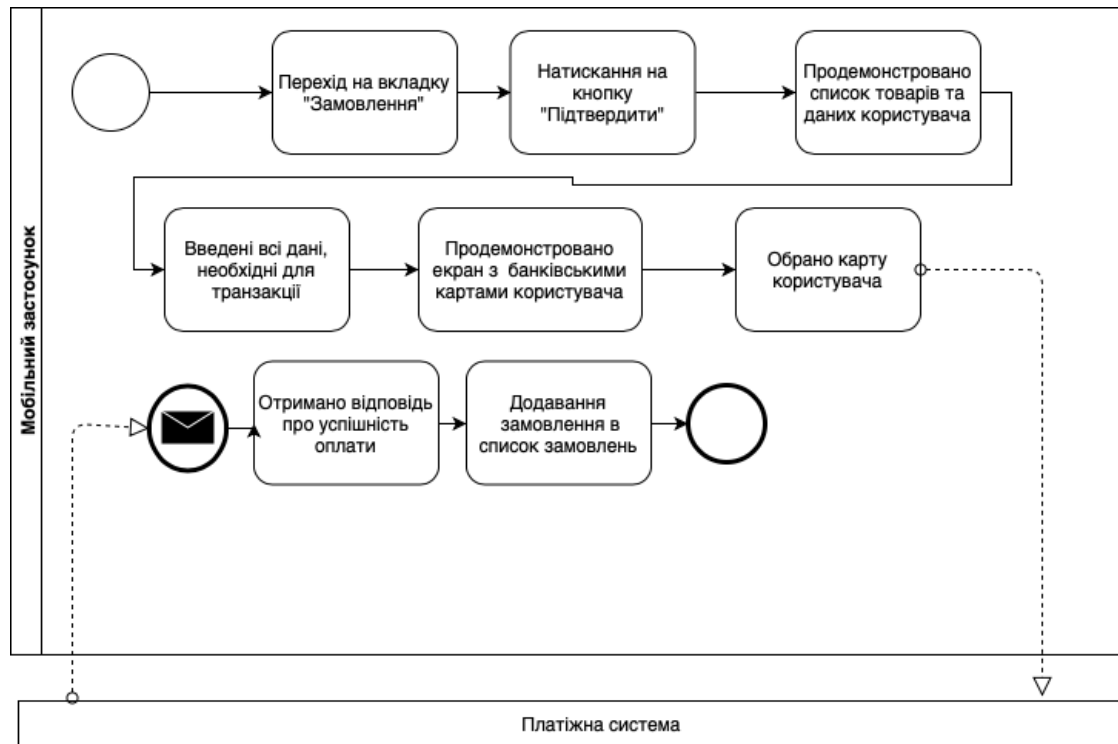 Мобільний застосунок
Перехід на вкладку
"Замовлення"
Натискання на
кнопку
"Підтвердити"
Продемонстровано
список товарів та
даних користувача
Введені всі дані,
необхідні для
транзакції
Продемонстровано
екран з банківськими
картами користувача
Обрано карту
користувача
Отримано відповідь
про успішність
оплати
Додавання
замовлення в
список замовлень
Платіжна система